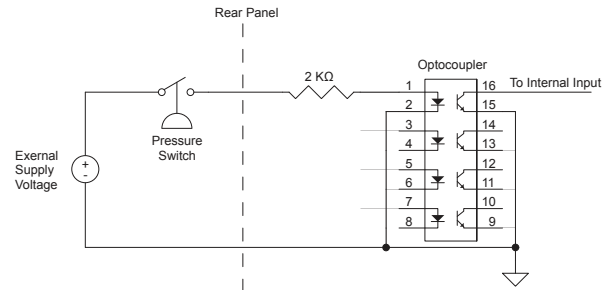 Rear Panel
2 KΩ
Optocoupler
To Internal Input
Pressure
Switch
Exernal
Supply
Voltage
+
-
1
16
2
15
3
14
4
13
5
12
6
11
7
10
8
9